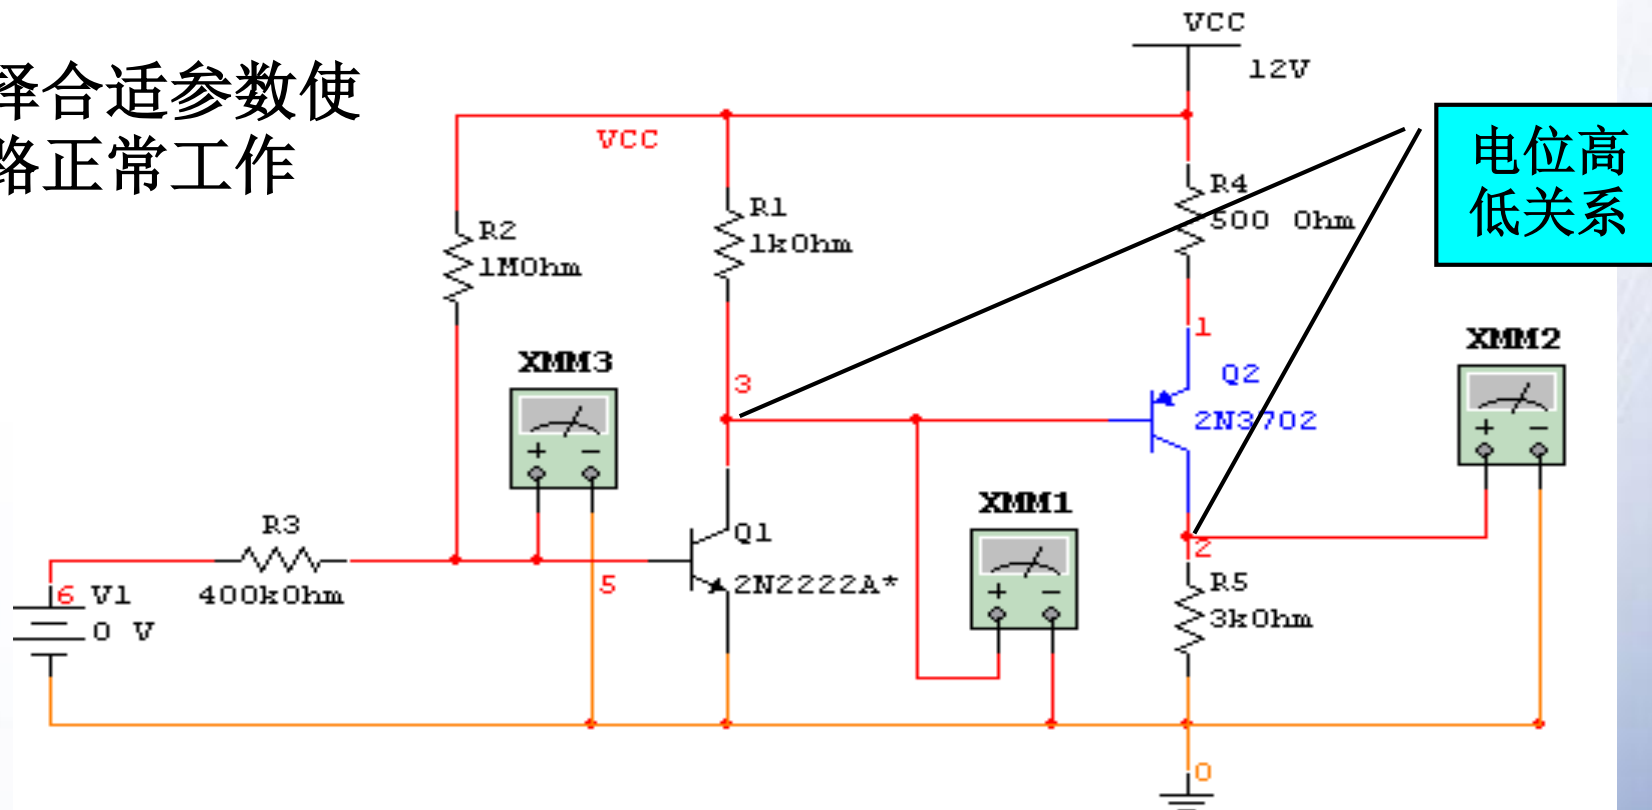 择合适参数使
路正常工作
VCC
12V
电位高
低关系
VCC
R2
1MOhm
R1
1kOhm
R4
500 Ohm
1
Q2
2N3702
3
XMM3
+ −
XMM2
+ −
XMM1
+ −
R3
400kOhm
5
Q1
2N2222A*
2
R5
3kOhm
6 V1
0 V
0